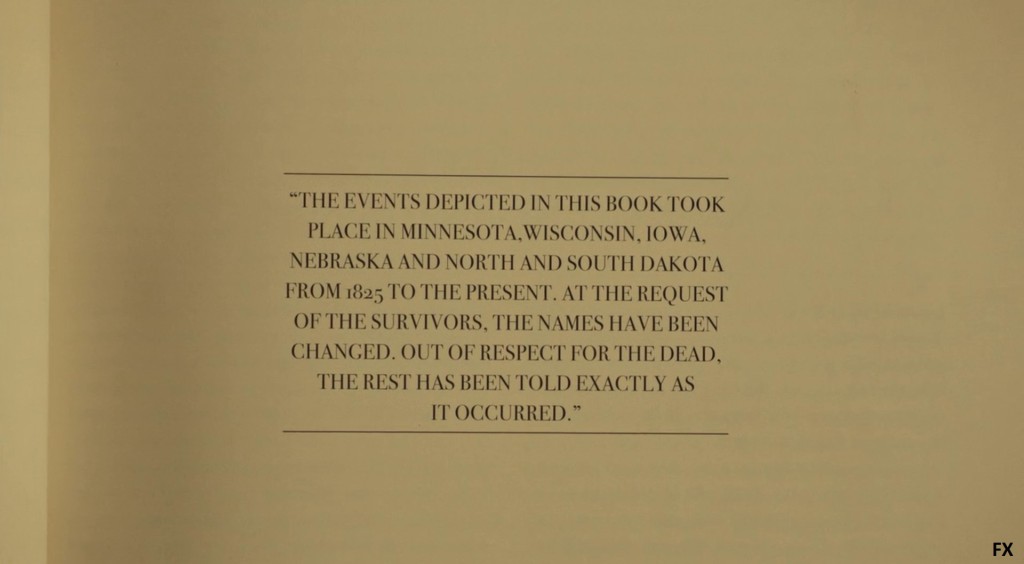 “THE EVENTS DEPICTED IN THIS BOOK TOOK
PLACE IN MINNESOTA,WISCONSIN, IOWA,
NEBRASKA AND NORTH AND SOUTH DAKOTA
FROM 1825 TO THE PRESENT. AT THE REQUEST
OF THE SURVIVORS, THE NAMES HAVE BEEN
CHANGED. OUT OF RESPECT FOR THE DEAD,
THE REST HAS BEEN TOLD EXACTLY AS
IT OCCURRED.”
FX